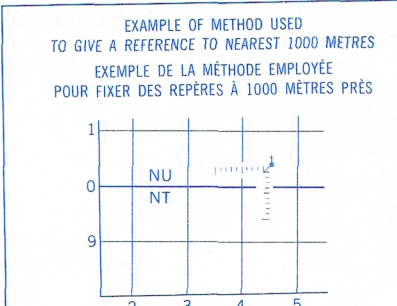 EXAMPLE OF METHOD USED
TO GIVE A REFERENCE TO NEAREST 1000 METRES
EXEMPLE DE LA MÉTHODE EMPLOYÉE
POUR FIXER DES REPÈRES À 1000 MÈTRES PRÈS
1
NU
0
NT
9
2 3 4 5